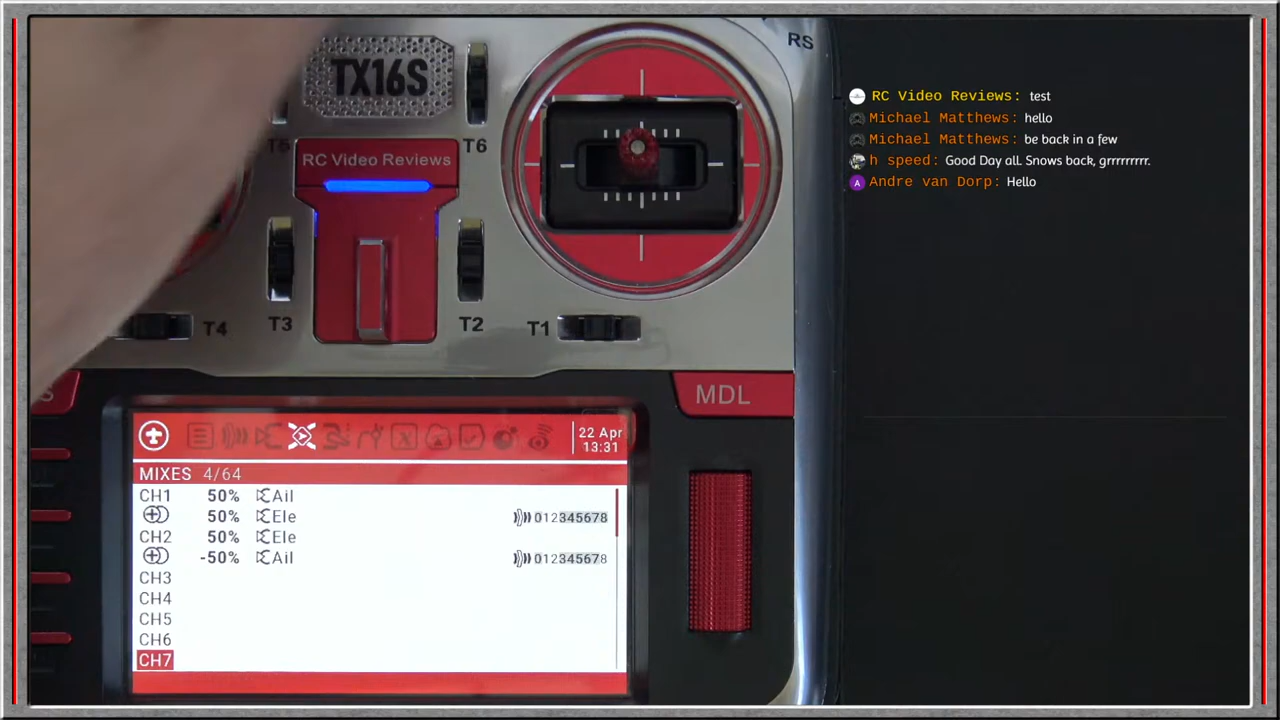 TX16S
RS
T5
T6
RC Video Reviews
T4
T3
T2
T1
S
MDL
22 Apr
13:31
MIXES 4/64
CH1 50% Ail
50% Ele 012345678
CH2 50% Ele
-50% Ail 012345678
CH3
CH4
CH5
CH6
CH7
RC Video Reviews: test
Michael Matthews: hello
Michael Matthews: be back in a few
h speed: Good Day all. Snows back, grrrrrrrrr.
A Andre van Dorp: Hello